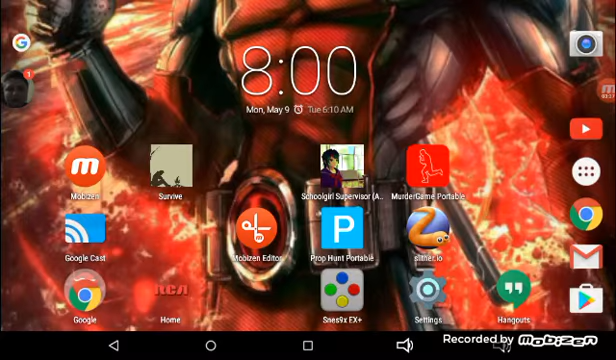 8:00
Mon, May 9 Tue 6:10 AM
Mobizen
Survive
Schoolgirl Supervisor (A..
MurderGame Portable
Google Cast
Mobizen Editor
Prop Hunt Portable
slither.io
Google
RCA
Home
Snes9x EX+
Settings
Hangouts
Recorded by mobizen